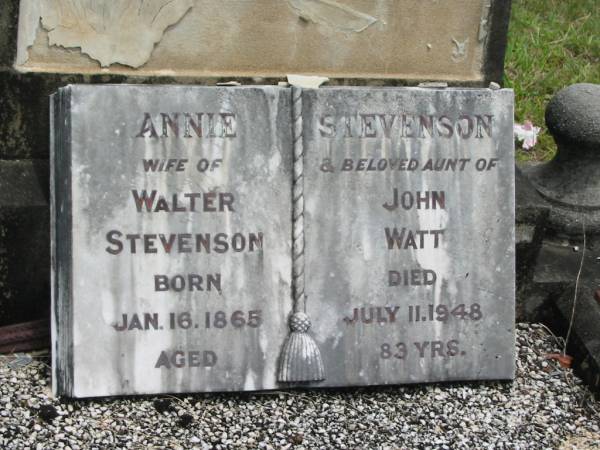 ANNIE STEVENSON
WIFE OF & BELOVED AUNT OF
WALTER JOHN
STEVENSON WATT
BORN DIED
JAN. 16. 1865 JULY 11. 1948
AGED 83 YRS.